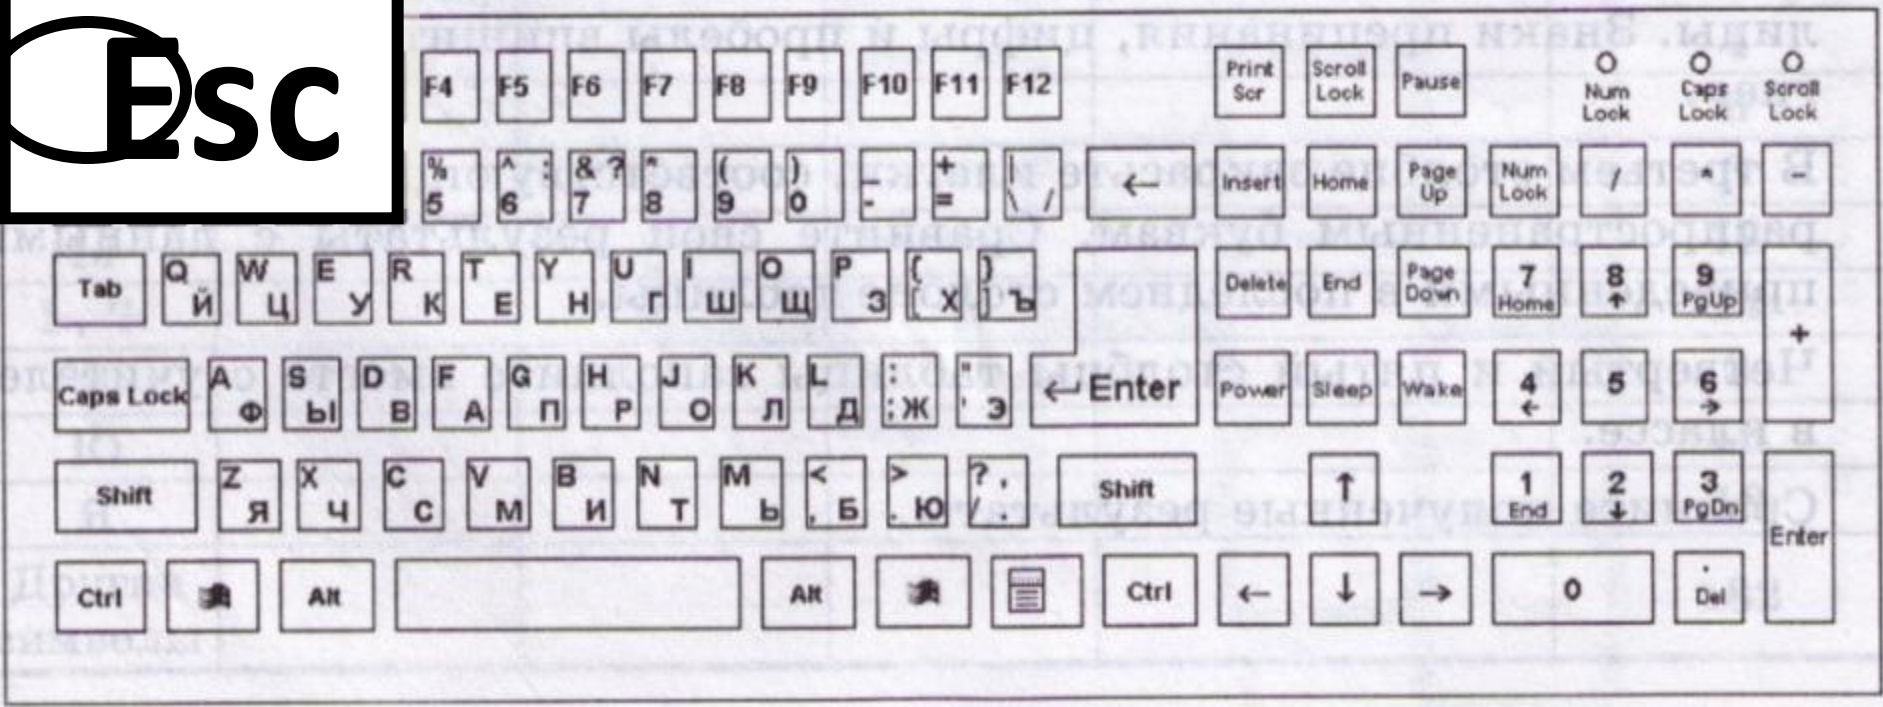 Esc
F4 F5 F6 F7 F8 F9 F10 F11 F12 Print Scr Scroll Lock Pause Num Lock Caps Lock Scroll Lock
% 5 ^ : 6 & ? 7 * 8 ( 9 ) 0 _ - + = | \ / ← Insert Home Page Up Num Lock / * -
Tab Q Й W Ц E У R К T Е Y Н U Г I Ш O Щ P З { [ Х } ] Ъ Delete End Page Down 7 Home 8 ↑ 9 PgUp +
Caps Lock A Ф S Ы D В F А G П H Р J О K Л L Д : ; Ж " ' Э ↵ Enter Power Sleep Wake 4 ← 5 6 →
Shift Z Я X Ч C С V М B И N Т M Ь < , Б > . Ю ? , / . Shift ↑ 1 End 2 ↓ 3 PgDn Enter
Ctrl Alt Alt Ctrl ← ↓ → 0 . Del